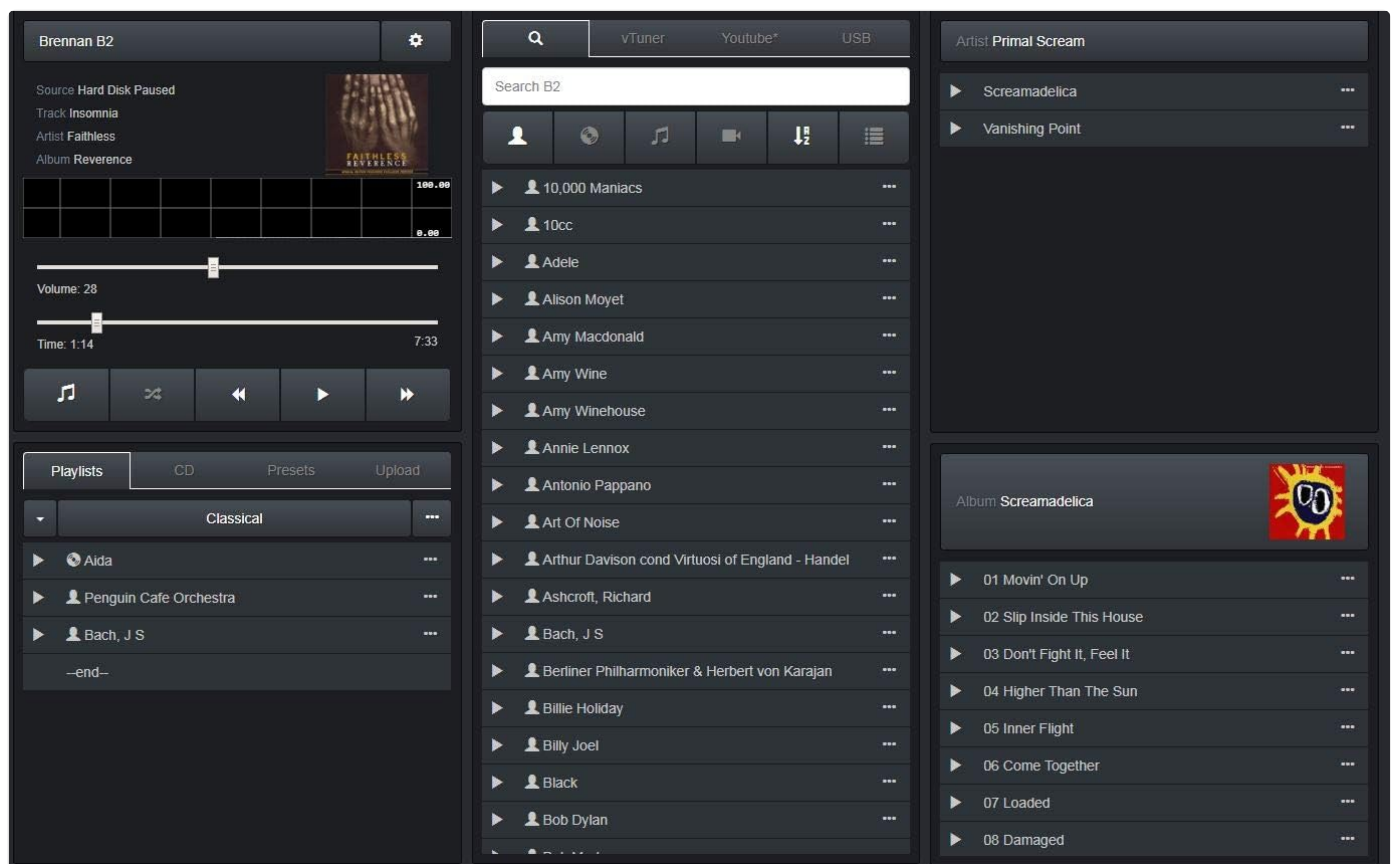 Brennan B2
Source Hard Disk Paused
Track Insomnia
Artist Faithless
Album Reverence
FAITHLESS
REVERENCE
100.00
0.00
Volume: 28
Time: 1:14
7:33
Playlists CD Presets Upload
Classical
Aida
Penguin Cafe Orchestra
Bach, J S
--end--
vTuner Youtube* USB
Search B2
10,000 Maniacs
10cc
Adele
Alison Moyet
Amy Macdonald
Amy Wine
Amy Winehouse
Annie Lennox
Antonio Pappano
Art Of Noise
Arthur Davison cond Virtuosi of England - Handel
Ashcroft, Richard
Bach, J S
Berliner Philharmoniker & Herbert von Karajan
Billie Holiday
Billy Joel
Black
Bob Dylan
Artist Primal Scream
Screamadelica
Vanishing Point
Album Screamadelica
01 Movin' On Up
02 Slip Inside This House
03 Don't Fight It, Feel It
04 Higher Than The Sun
05 Inner Flight
06 Come Together
07 Loaded
08 Damaged